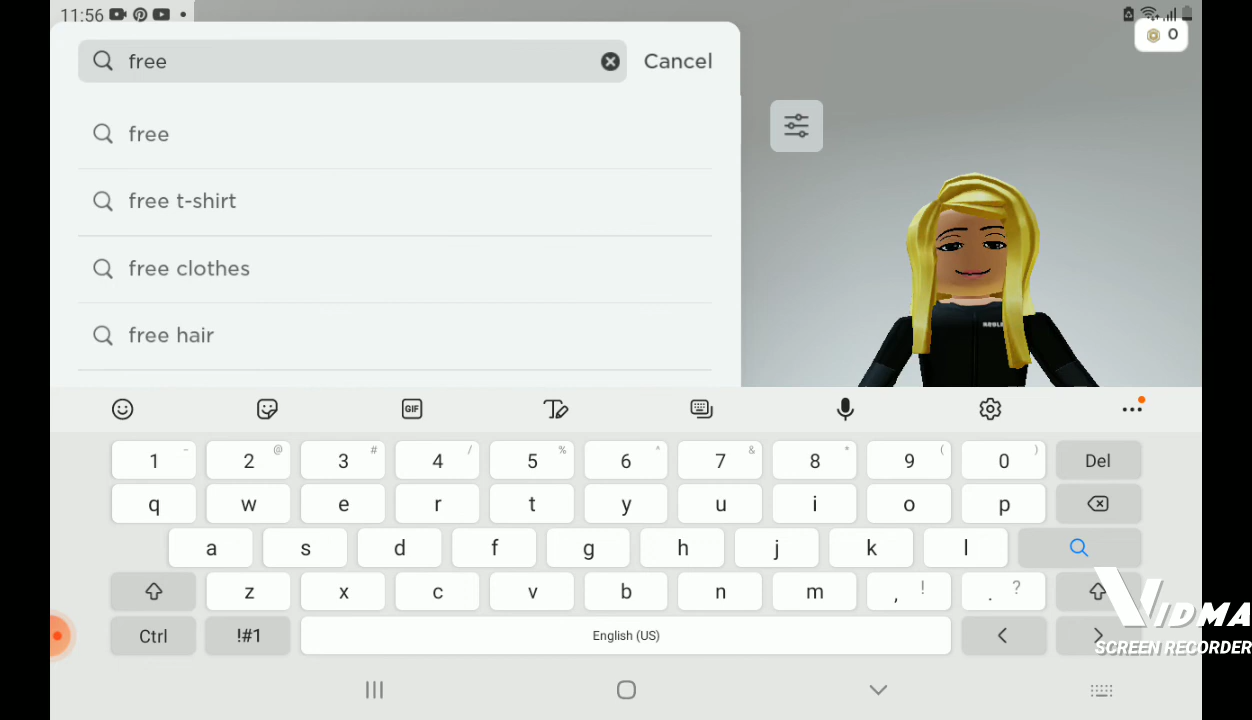 11:56
0
free
Cancel
free
free t-shirt
free clothes
free hair
GIF
1 - 2 @ 3 # 4 / 5 % 6 ^ 7 & 8 * 9 ( 0 ) Del
q w e r t y u i o p
a s d f g h j k l
z x c v b n m , ! . ?
Ctrl !#1 English (US) < >
VIDMA
SCREEN RECORDER